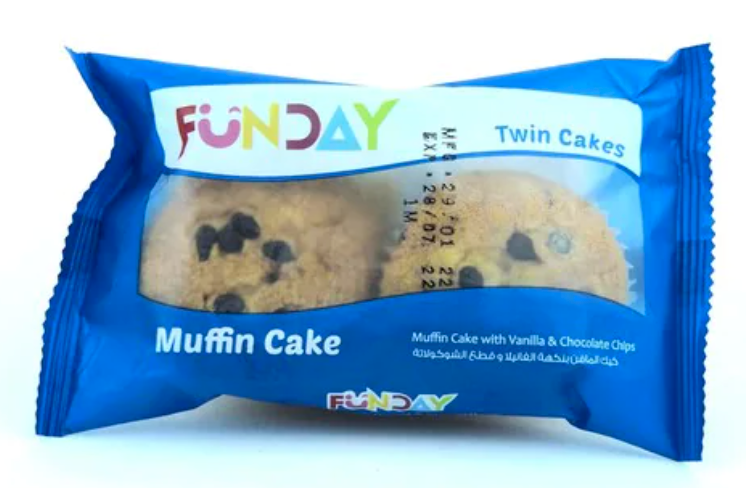 FUNDAY
Twin Cakes
MFG . 29/01 22
EXP . 28/07 22
1M
Muffin Cake
Muffin Cake with Vanilla & Chocolate Chips
كيك المافن بنكهة الفانيلا و قطع الشوكولاتة
FUNDAY